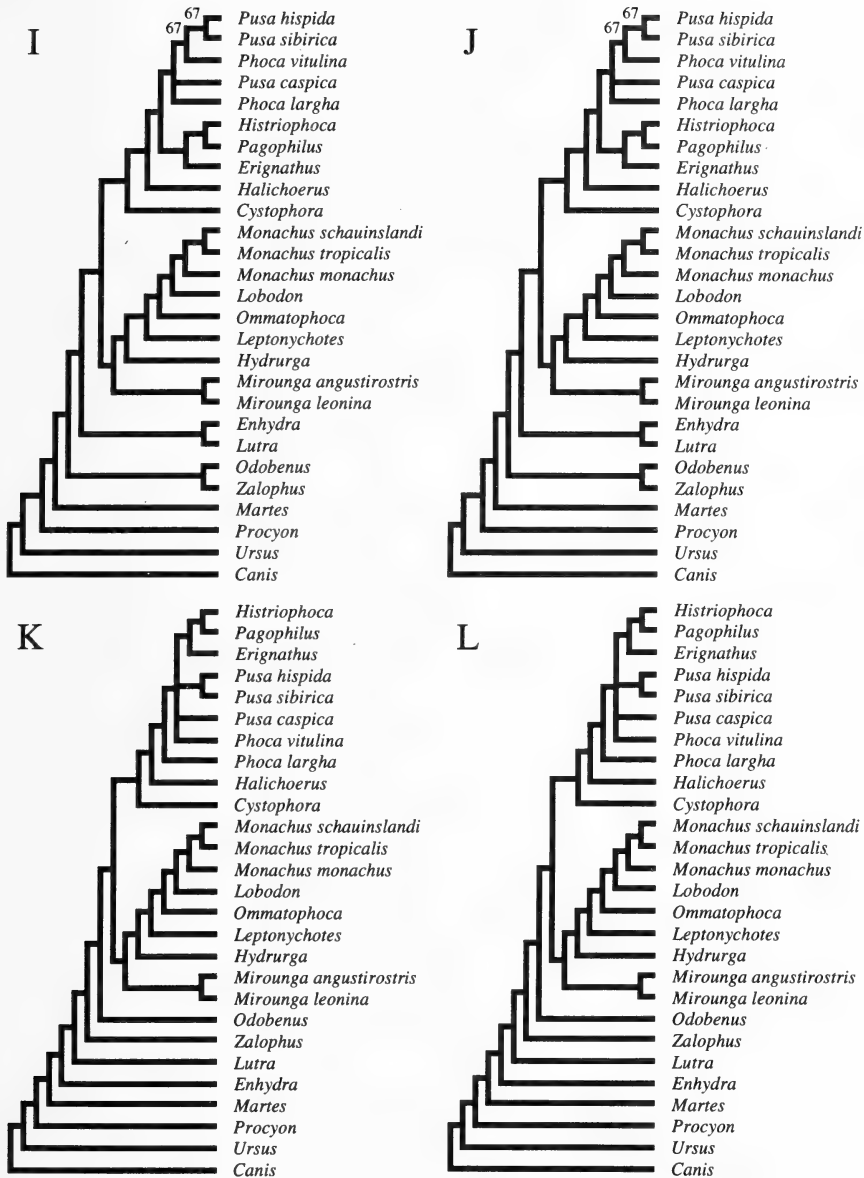 I
67
67
Pusa hispida
Pusa sibirica
Phoca vitulina
Pusa caspica
Phoca largha
Histriophoca
Pagophilus
Erignathus
Halichoerus
Cystophora
Monachus schauinslandi
Monachus tropicalis
Monachus monachus
Lobodon
Ommatophoca
Leptonychotes
Hydrurga
Mirounga angustirostris
Mirounga leonina
Enhydra
Lutra
Odobenus
Zalophus
Martes
Procyon
Ursus
Canis
J
67
67
Pusa hispida
Pusa sibirica
Phoca vitulina
Pusa caspica
Phoca largha
Histriophoca
Pagophilus
Erignathus
Halichoerus
Cystophora
Monachus schauinslandi
Monachus tropicalis
Monachus monachus
Lobodon
Ommatophoca
Leptonychotes
Hydrurga
Mirounga angustirostris
Mirounga leonina
Enhydra
Lutra
Odobenus
Zalophus
Martes
Procyon
Ursus
Canis
K
Histriophoca
Pagophilus
Erignathus
Pusa hispida
Pusa sibirica
Pusa caspica
Phoca vitulina
Phoca largha
Halichoerus
Cystophora
Monachus schauinslandi
Monachus tropicalis
Monachus monachus
Lobodon
Ommatophoca
Leptonychotes
Hydrurga
Mirounga angustirostris
Mirounga leonina
Odobenus
Zalophus
Lutra
Enhydra
Martes
Procyon
Ursus
Canis
L
Histriophoca
Pagophilus
Erignathus
Pusa hispida
Pusa sibirica
Pusa caspica
Phoca vitulina
Phoca largha
Halichoerus
Cystophora
Monachus schauinslandi
Monachus tropicalis
Monachus monachus
Lobodon
Ommatophoca
Leptonychotes
Hydrurga
Mirounga angustirostris
Mirounga leonina
Odobenus
Zalophus
Lutra
Enhydra
Martes
Procyon
Ursus
Canis